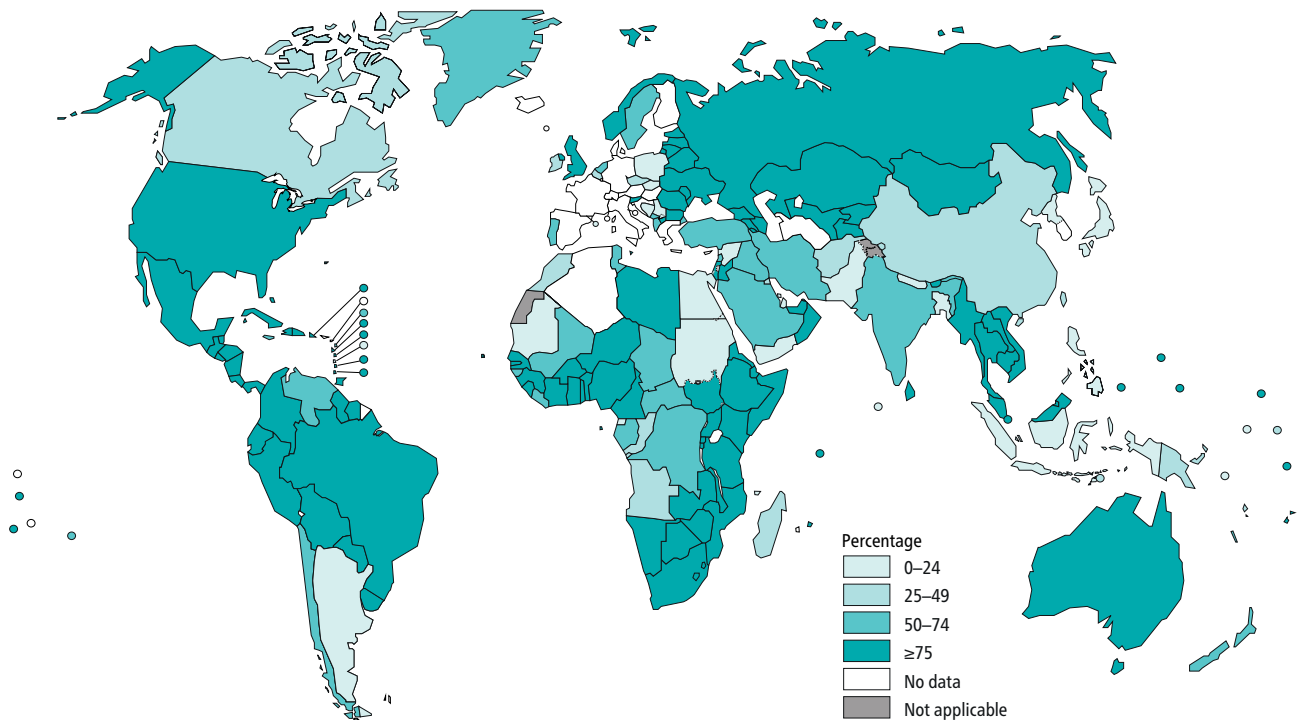 Percentage
0–24
25–49
50–74
≥75
No data
Not applicable